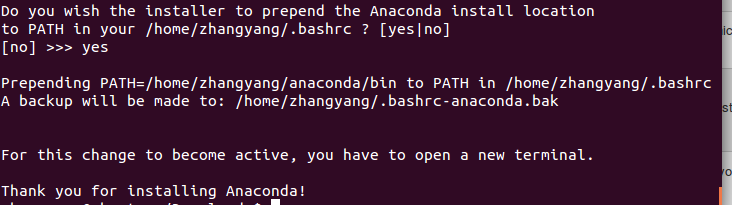 Do you wish the installer to prepend the Anaconda install location
to PATH in your /home/zhangyang/.bashrc ? [yes|no]
[no] >>> yes
Prepending PATH=/home/zhangyang/anaconda/bin to PATH in /home/zhangyang/.bashrc
A backup will be made to: /home/zhangyang/.bashrc-anaconda.bak
For this change to become active, you have to open a new terminal.
Thank you for installing Anaconda!